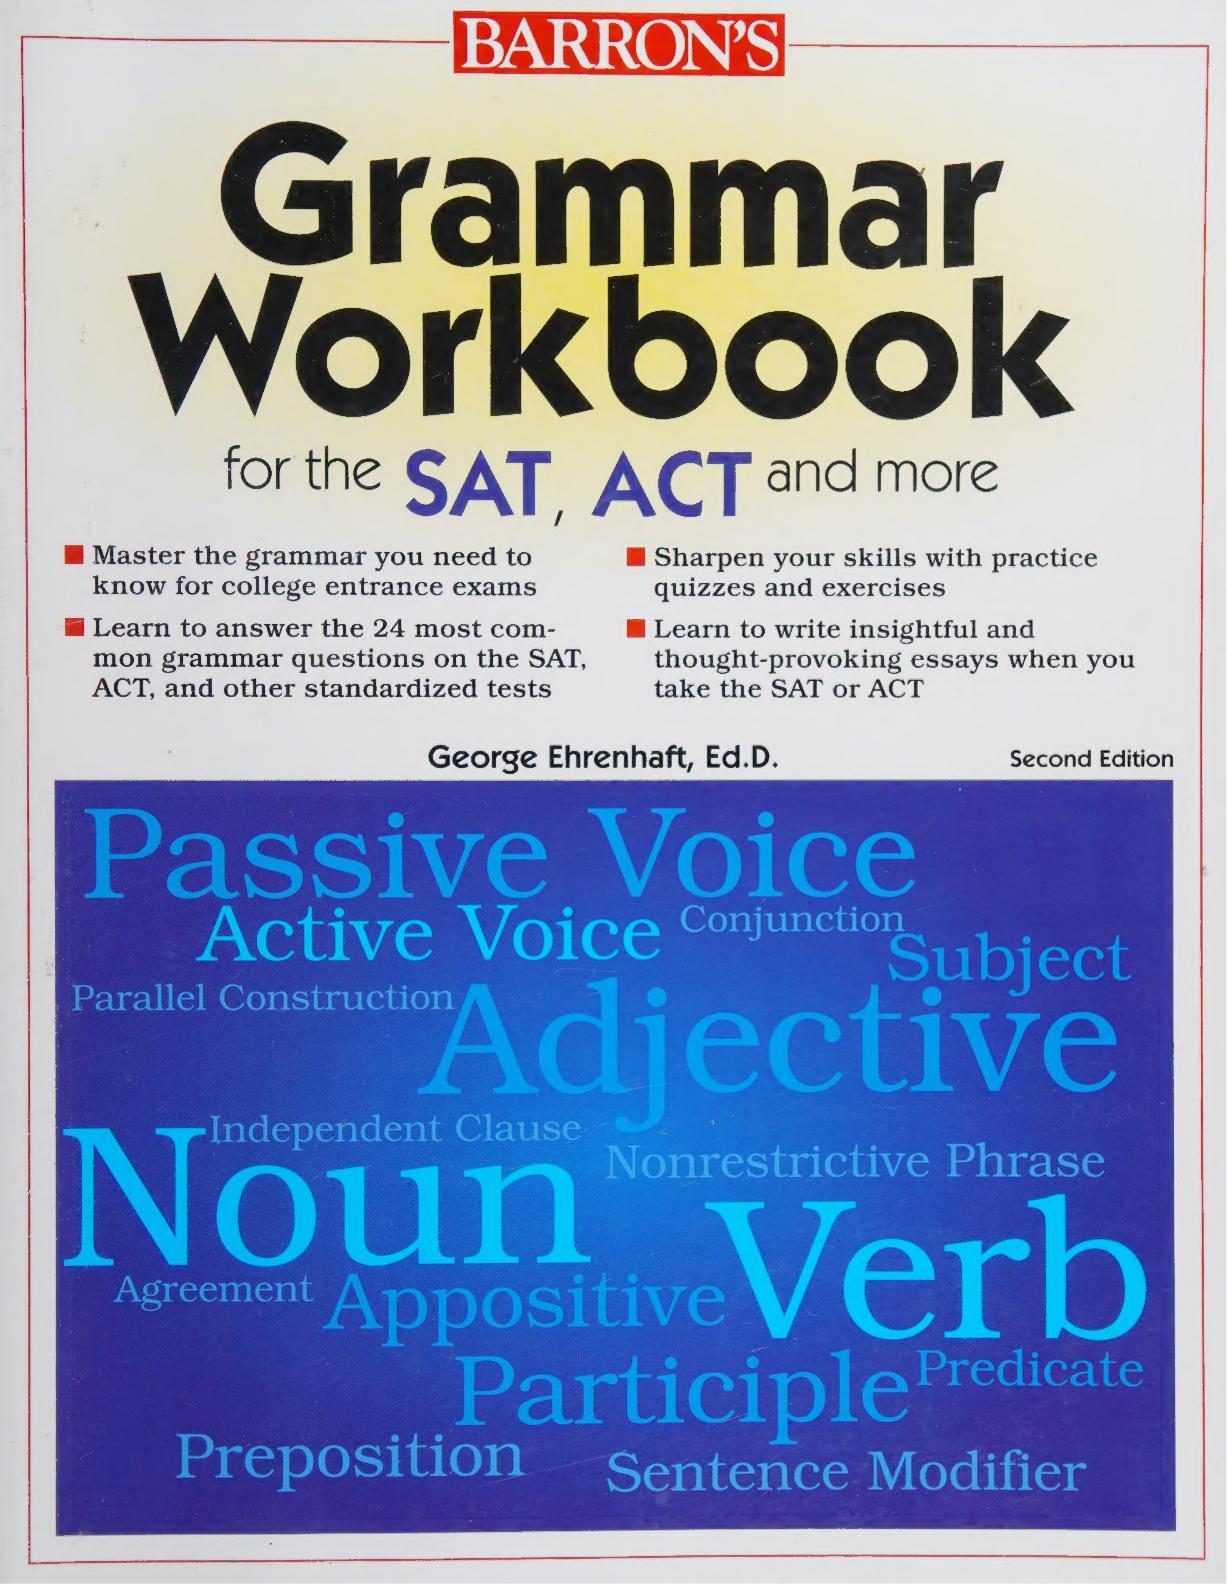 BARRON'S
Grammar
Workbook
for the SAT, ACT and more
Master the grammar you need to
know for college entrance exams
Learn to answer the 24 most com-
mon grammar questions on the SAT,
ACT, and other standardized tests
Sharpen your skills with practice
quizzes and exercises
Learn to write insightful and
thought-provoking essays when you
take the SAT or ACT
George Ehrenhaft, Ed.D.
Second Edition
Passive Voice
Active Voice
Conjunction
Subject
Parallel Construction
Adjective
Independent Clause
Noun
Nonrestrictive Phrase
Verb
Agreement
Appositive
Participle
Predicate
Preposition
Sentence Modifier